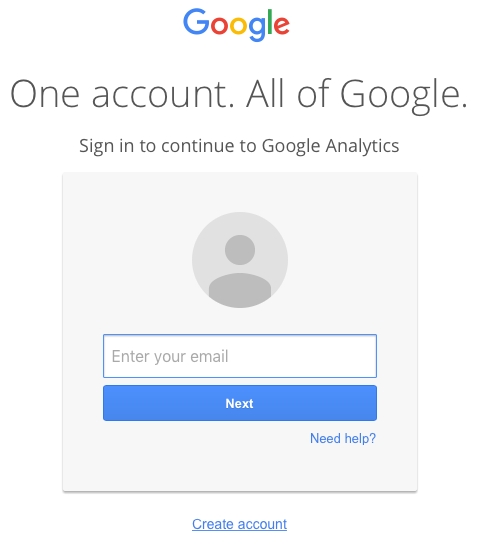 Google
One account. All of Google.
Sign in to continue to Google Analytics
Enter your email
Next
Need help?
Create account